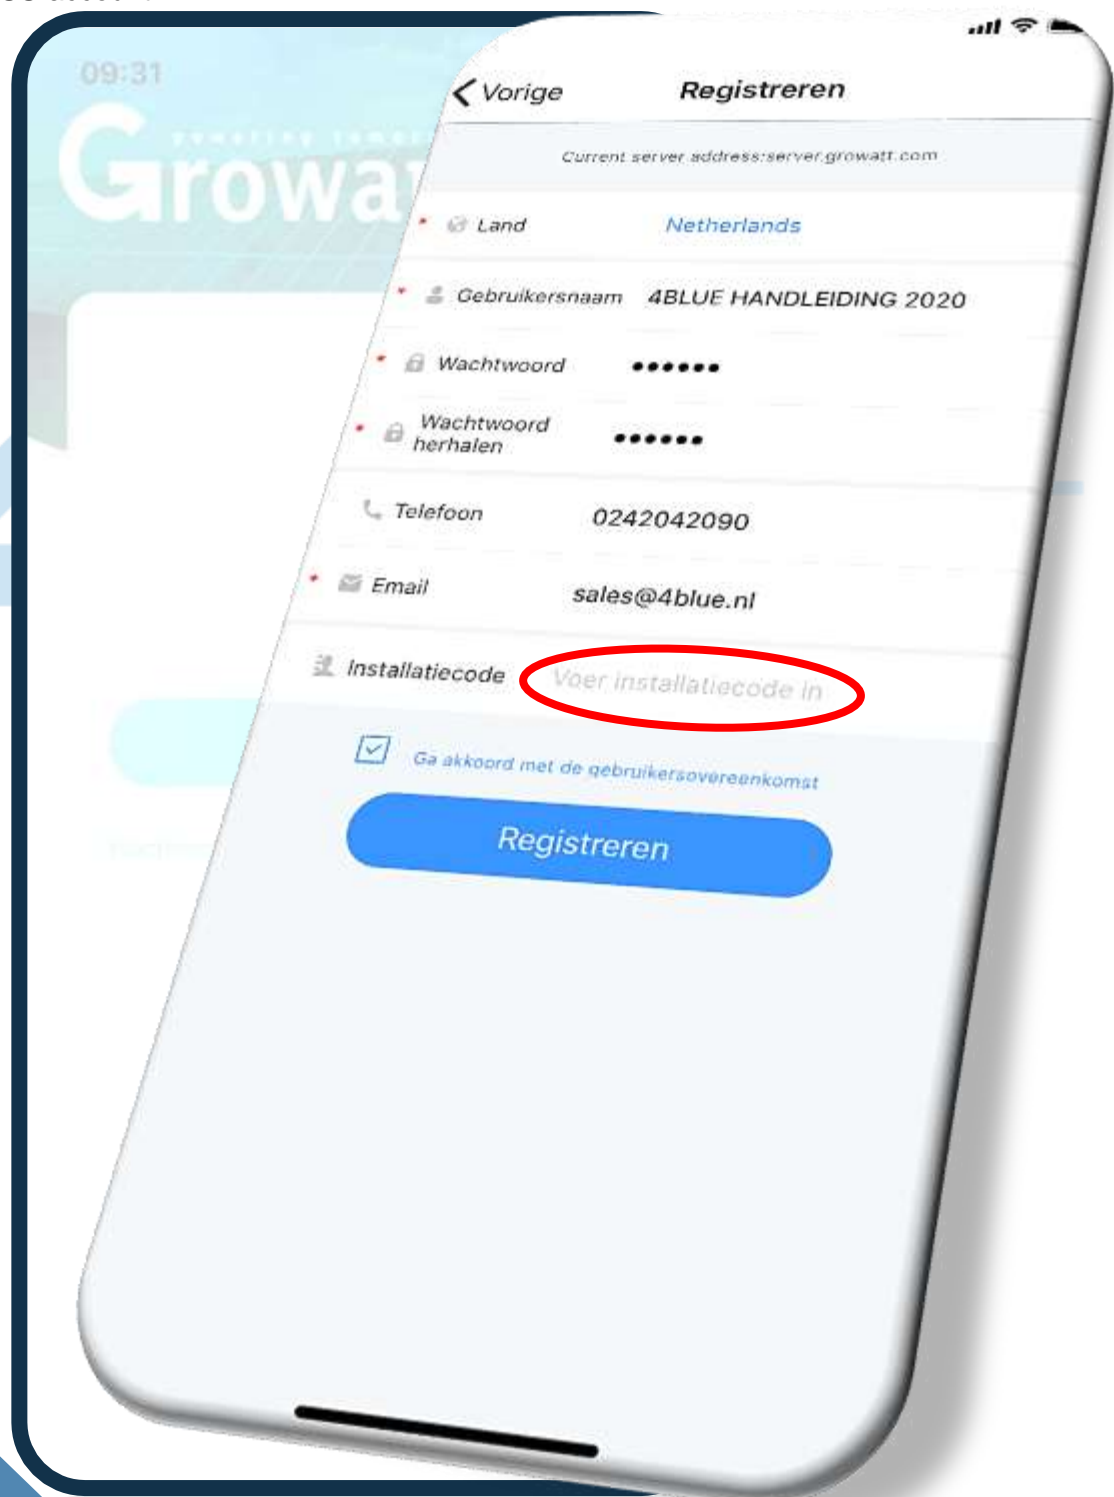 09:31
Vorige
Registreren
Current server address:server.growatt.com
* Land Netherlands
* Gebruikersnaam 4BLUE HANDLEIDING 2020
* Wachtwoord ••••••
* Wachtwoord
herhalen ••••••
Telefoon 0242042090
* Email sales@4blue.nl
Installatiecode Voer installatiecode in
Ga akkoord met de gebruikersovereenkomst
Registreren